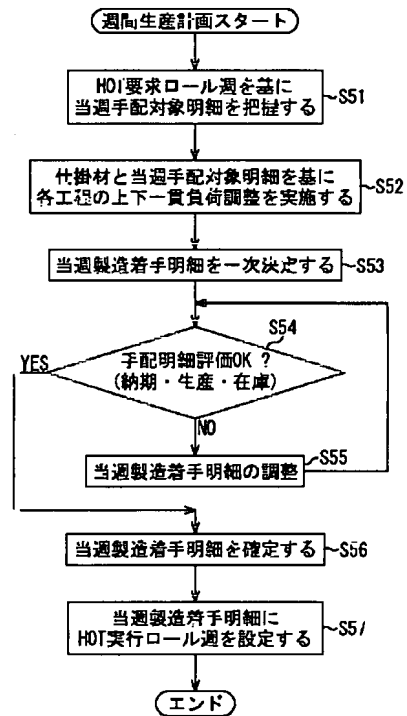 週間生産計画スタート
HOT要求ロール週を基に
当週手配対象明細を把握する
S51
仕掛材と当週手配対象明細を基に
各工程の上下一貫負荷調整を実施する
S52
当週製造着手明細を一次決定する
S53
S54
手配明細評価OK?
(納期・生産・在庫)
YES
NO
当週製造着手明細の調整
S55
当週製造着手明細を確定する
S56
当週製造着手明細に
HOT実行ロール週を設定する
S57
エンド